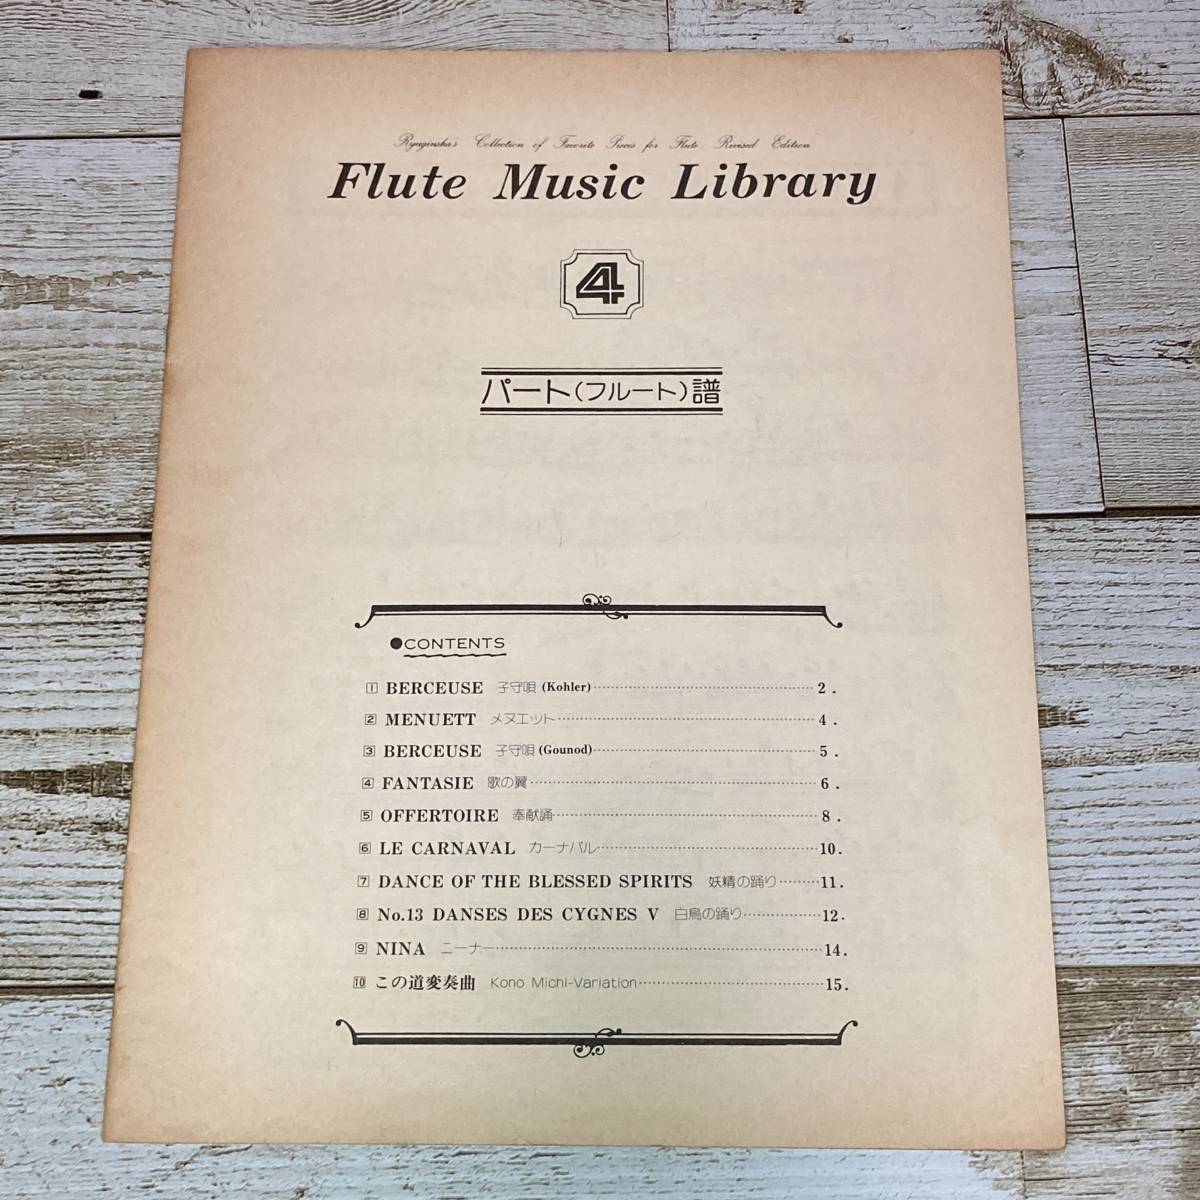 Ryuginsha's Collection of Favorite Pieces for Flute. Revised Edition
Flute Music Library
4
パート(フルート)譜
●CONTENTS
1 BERCEUSE 子守唄 (Kohler) 2.
2 MENUETT メヌエット 4.
3 BERCEUSE 子守唄 (Gounod) 5.
4 FANTASIE 歌の翼 6.
5 OFFERTOIRE 奉献誦 8.
6 LE CARNAVAL カーナバル 10.
7 DANCE OF THE BLESSED SPIRITS 妖精の踊り 11.
8 No.13 DANSES DES CYGNES V 白鳥の踊り 12.
9 NINA ニーナー 14.
10 この道変奏曲 Kono Michi-Variation 15.